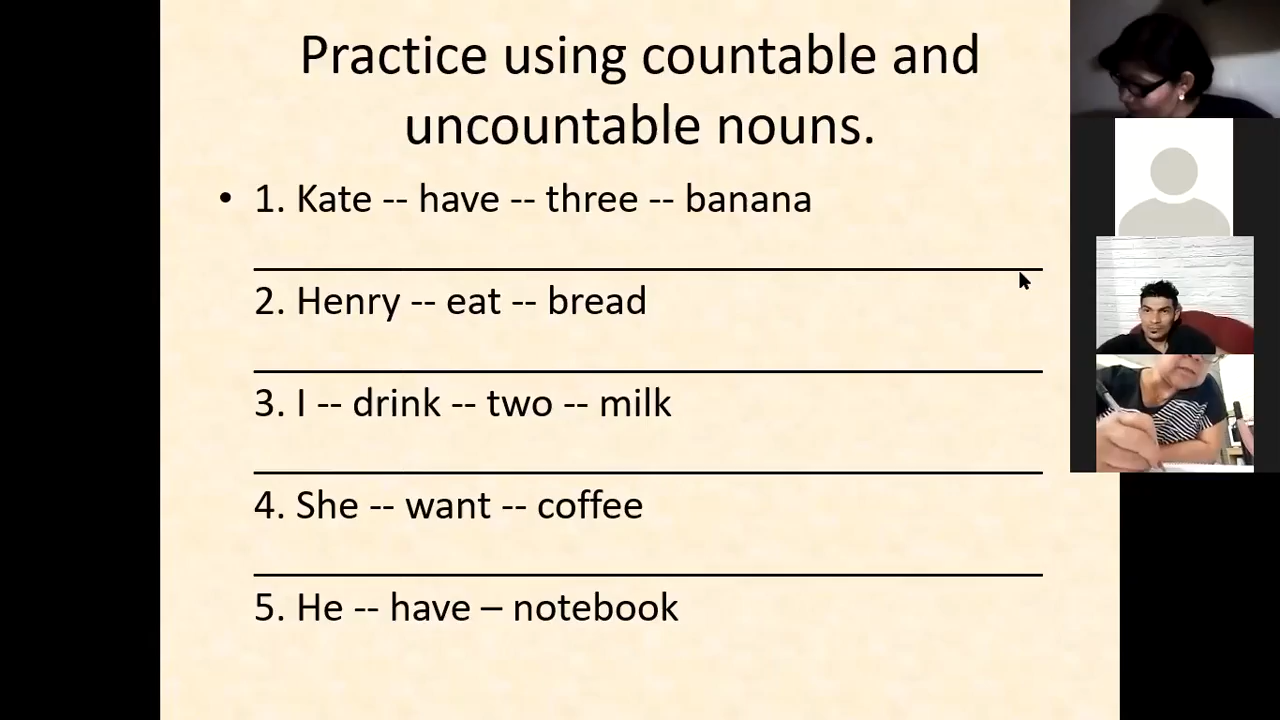 Practice using countable and
uncountable nouns.
• 1. Kate -- have -- three -- banana
2. Henry -- eat -- bread
3. I -- drink -- two -- milk
4. She -- want -- coffee
5. He -- have – notebook